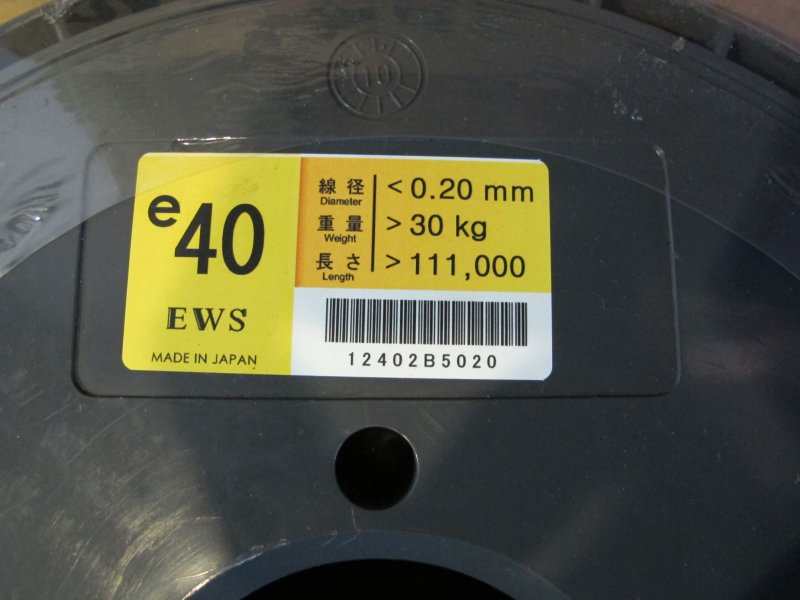 10
e40
EWS
MADE IN JAPAN
線径 < 0.20 mm
Diameter
重量 > 30 kg
Weight
長さ > 111,000
Length
12402B5020